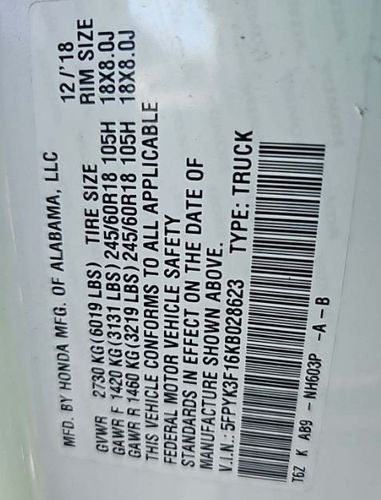 MFD. BY HONDA MFG. OF ALABAMA, LLC 12/'18
GVWR 2730 KG(6019 LBS) TIRE SIZE RIM SIZE
GAWR F 1420 KG(3131 LBS)245/60R18 105H 18X8.0J
GAWR R 1460 KG(3219 LBS)245/60R18 105H 18X8.0J
THIS VEHICLE CONFORMS TO ALL APPLICABLE
FEDERAL MOTOR VEHICLE SAFETY
STANDARDS IN EFFECT ON THE DATE OF
MANUFACTURE SHOWN ABOVE.
V.I.N.: 5FPYK3F16KB028623 TYPE: TRUCK
T6Z K AB9 - NH603P -A-B